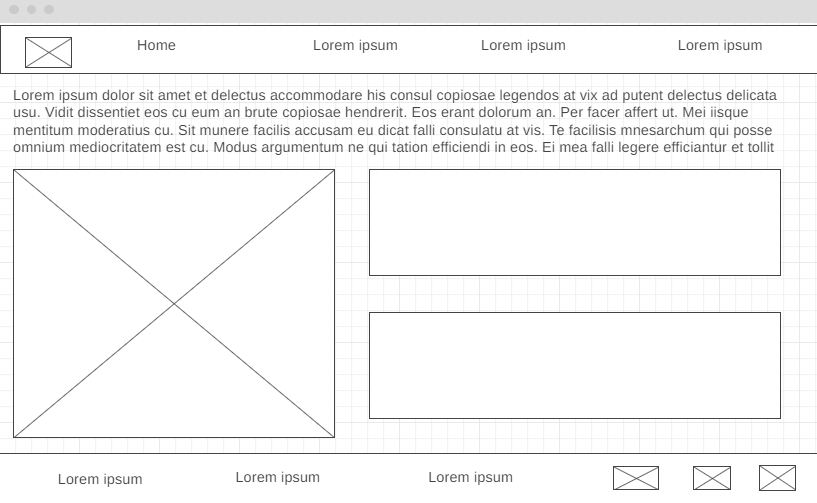 Home Lorem ipsum Lorem ipsum Lorem ipsum
Lorem ipsum dolor sit amet et delectus accommodare his consul copiosae legendos at vix ad putent delectus delicata
usu. Vidit dissentiet eos cu eum an brute copiosae hendrerit. Eos erant dolorum an. Per facer affert ut. Mei iisque
mentitum moderatius cu. Sit munere facilis accusam eu dicat falli consulatu at vis. Te facilisis mnesarchum qui posse
omnium mediocritatem est cu. Modus argumentum ne qui tation efficiendi in eos. Ei mea falli legere efficiantur et tollit
Lorem ipsum Lorem ipsum Lorem ipsum